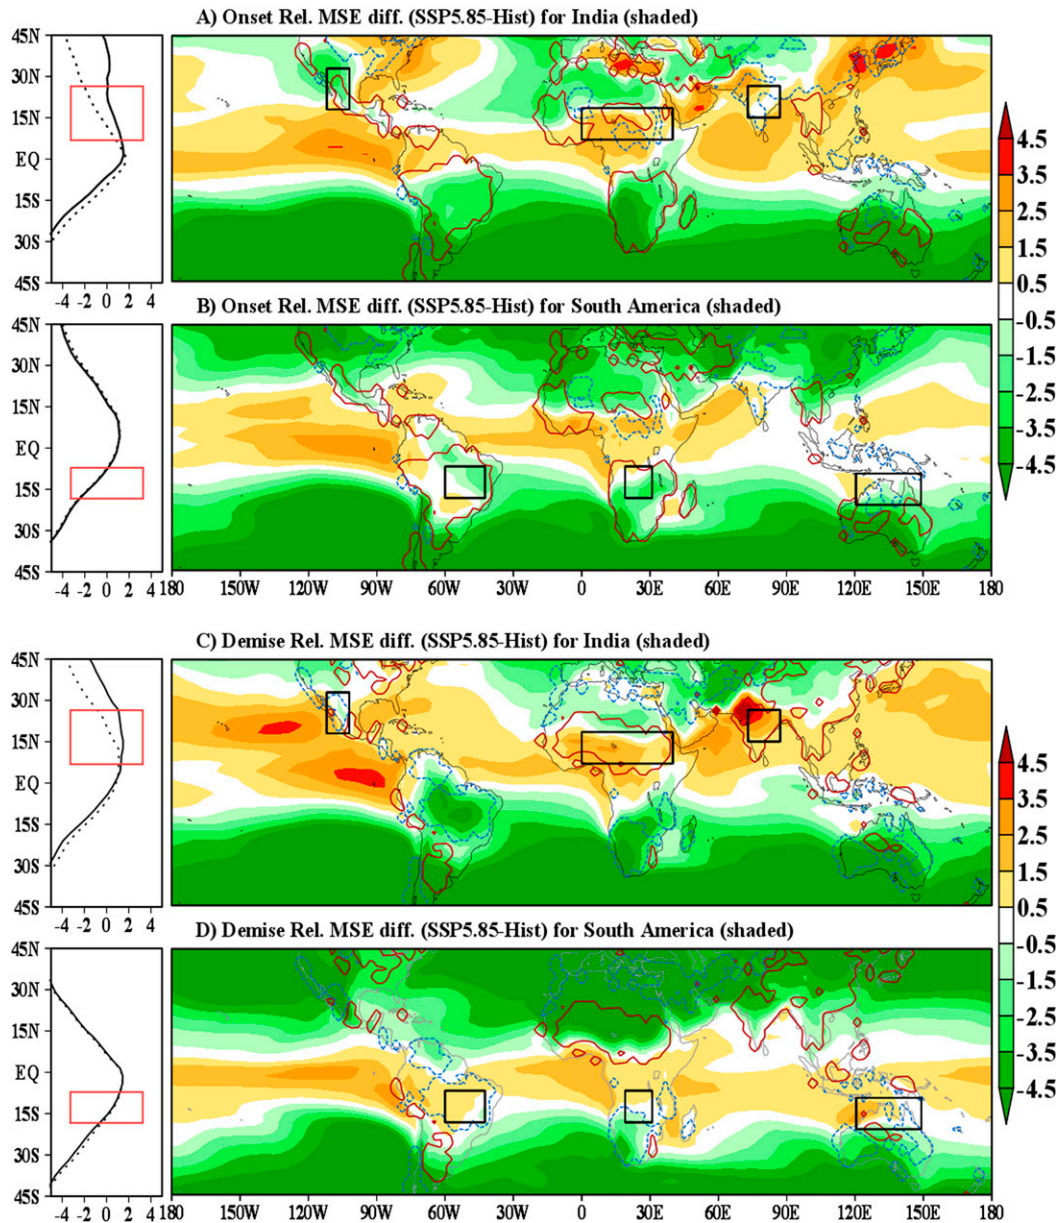 A) Onset Rel. MSE diff. (SSP5.85-Hist) for India (shaded)
45N
30N
15N
EQ
15S
30S
45S
-4 -2 0 2 4
B) Onset Rel. MSE diff. (SSP5.85-Hist) for South America (shaded)
45N
30N
15N
EQ
15S
30S
45S
-4 -2 0 2 4
180 150W 120W 90W 60W 30W 0 30E 60E 90E 120E 150E 180
4.5
3.5
2.5
1.5
0.5
-0.5
-1.5
-2.5
-3.5
-4.5
C) Demise Rel. MSE diff. (SSP5.85-Hist) for India (shaded)
45N
30N
15N
EQ
15S
30S
45S
-4 -2 0 2 4
D) Demise Rel. MSE diff. (SSP5.85-Hist) for South America (shaded)
45N
30N
15N
EQ
15S
30S
45S
-4 -2 0 2 4
180 150W 120W 90W 60W 30W 0 30E 60E 90E 120E 150E 180
4.5
3.5
2.5
1.5
0.5
-0.5
-1.5
-2.5
-3.5
-4.5